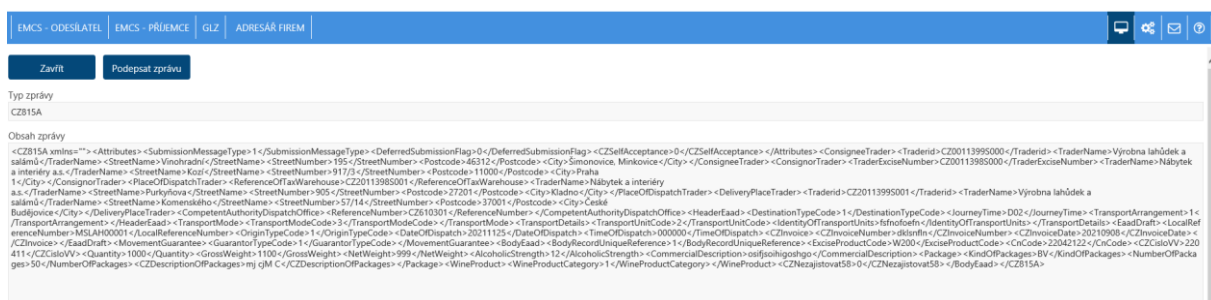 EMCS - ODESÍLATEL EMCS - PŘÍJEMCE GLZ ADRESÁŘ FIREM
Zavřít Podepsat zprávu
Typ zprávy
CZ815A
Obsah zprávy
<CZ815A xmlns=""><Attributes><SubmissionMessageType>1</SubmissionMessageType><DeferredSubmissionFlag>0</DeferredSubmissionFlag><CZSelfAcceptance>0</CZSelfAcceptance></Attributes><ConsigneeTrader><Traderid>CZ0011399S000</Traderid><TraderName>Výrobna lahůdek a
salámů</TraderName><StreetName>Vinohradní</StreetName><StreetNumber>195</StreetNumber><Postcode>46312</Postcode><City>Šimonovice, Minkovice</City></ConsigneeTrader><ConsignorTrader><TraderExciseNumber>CZ0011398S000</TraderExciseNumber><TraderName>Nábytek
a interiéry a.s.</TraderName><StreetName>Kozí</StreetName><StreetNumber>917/3</StreetNumber><Postcode>11000</Postcode><City>Praha
1</City></ConsignorTrader><PlaceOfDispatchTrader><ReferenceOfTaxWarehouse>CZ2011398S001</ReferenceOfTaxWarehouse><TraderName>Nábytek a interiéry
a.s.</TraderName><StreetName>Purkyňova</StreetName><StreetNumber>905</StreetNumber><Postcode>27201</Postcode><City>Kladno</City></PlaceOfDispatchTrader><DeliveryPlaceTrader><Traderid>CZ2011399S001</Traderid><TraderName>Výrobna lahůdek a
salámů</TraderName><StreetName>Komenského</StreetName><StreetNumber>57/14</StreetNumber><Postcode>37001</Postcode><City>České
Budějovice</City></DeliveryPlaceTrader><CompetentAuthorityDispatchOffice><ReferenceNumber>CZ610301</ReferenceNumber></CompetentAuthorityDispatchOffice><HeaderEaad><DestinationTypeCode>1</DestinationTypeCode><JourneyTime>D02</JourneyTime><TransportArrangement>1<
/TransportArrangement></HeaderEaad><TransportMode><TransportModeCode>3</TransportModeCode></TransportMode><TransportDetails><TransportUnitCode>2</TransportUnitCode><IdentityOfTransportUnits>fsfnofoefn</IdentityOfTransportUnits></TransportDetails><EaadDraft><LocalRef
erenceNumber>MSLAH00001</LocalReferenceNumber><OriginTypeCode>1</OriginTypeCode><DateOfDispatch>20211125</DateOfDispatch><TimeOfDispatch>000000</TimeOfDispatch><CZInvoice><CZInvoiceNumber>dklsnfln</CZInvoiceNumber><CZInvoiceDate>20210908</CZInvoiceDate><
/CZInvoice></EaadDraft><MovementGuarantee><GuarantorTypeCode>1</GuarantorTypeCode></MovementGuarantee><BodyEaad><BodyRecordUniqueReference>1</BodyRecordUniqueReference><ExciseProductCode>W200</ExciseProductCode><CnCode>22042122</CnCode><CZCisloVV>220
411</CZCisloVV><Quantity>1000</Quantity><GrossWeight>1100</GrossWeight><NetWeight>999</NetWeight><AlcoholicStrength>12</AlcoholicStrength><CommercialDescription>osifjsoihigoshgo</CommercialDescription><Package><KindOfPackages>BV</KindOfPackages><NumberOfPacka
ges>50</NumberOfPackages><CZDescriptionOfPackages>mj cjM C</CZDescriptionOfPackages></Package><WineProduct><WineProductCategory>1</WineProductCategory></WineProduct><CZNezajistovat58>0</CZNezajistovat58></BodyEaad></CZ815A>